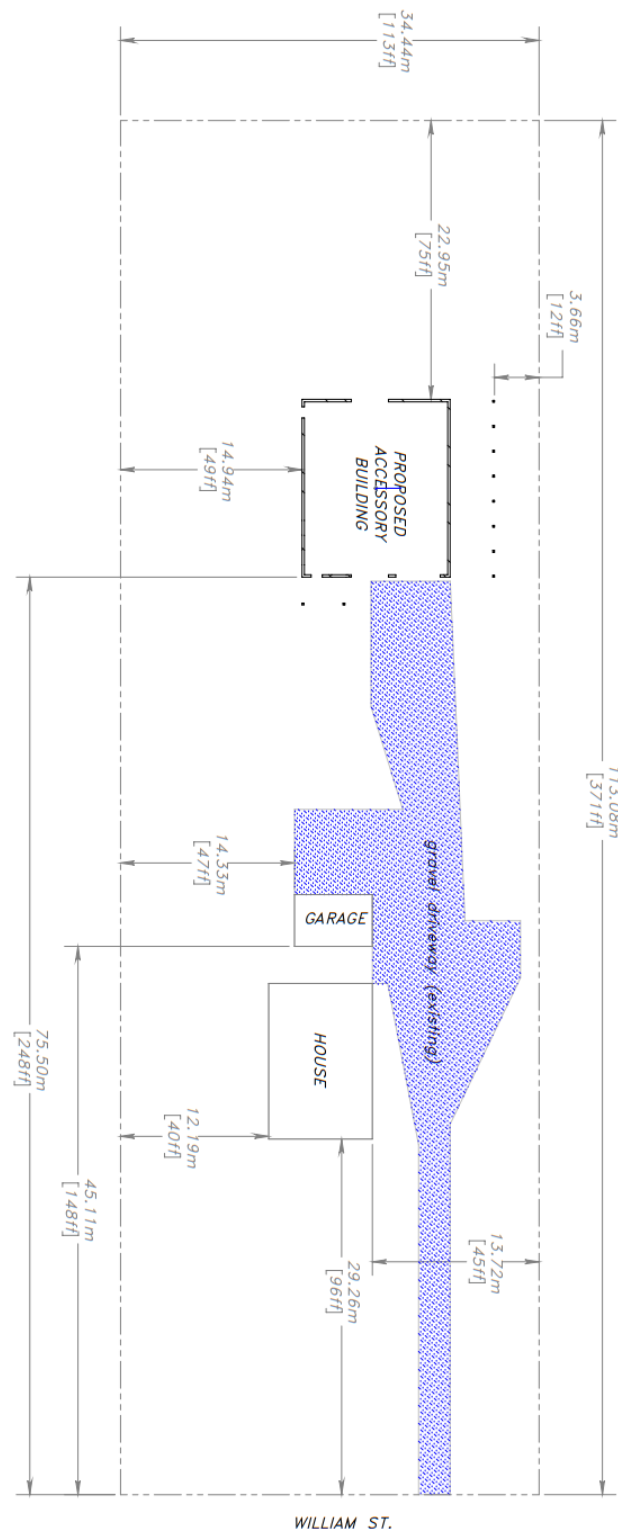 34.44m
[113ft]
22.95m
[75ft]
3.66m
[12ft]
14.94m
[49ft]
PROPOSED
ACCESSORY
BUILDING
113.08m
[371ft]
14.33m
[47ft]
gravel driveway (existing)
GARAGE
HOUSE
75.50m
[248ft]
12.19m
[40ft]
45.11m
[148ft]
13.72m
[45ft]
29.26m
[96ft]
WILLIAM ST.